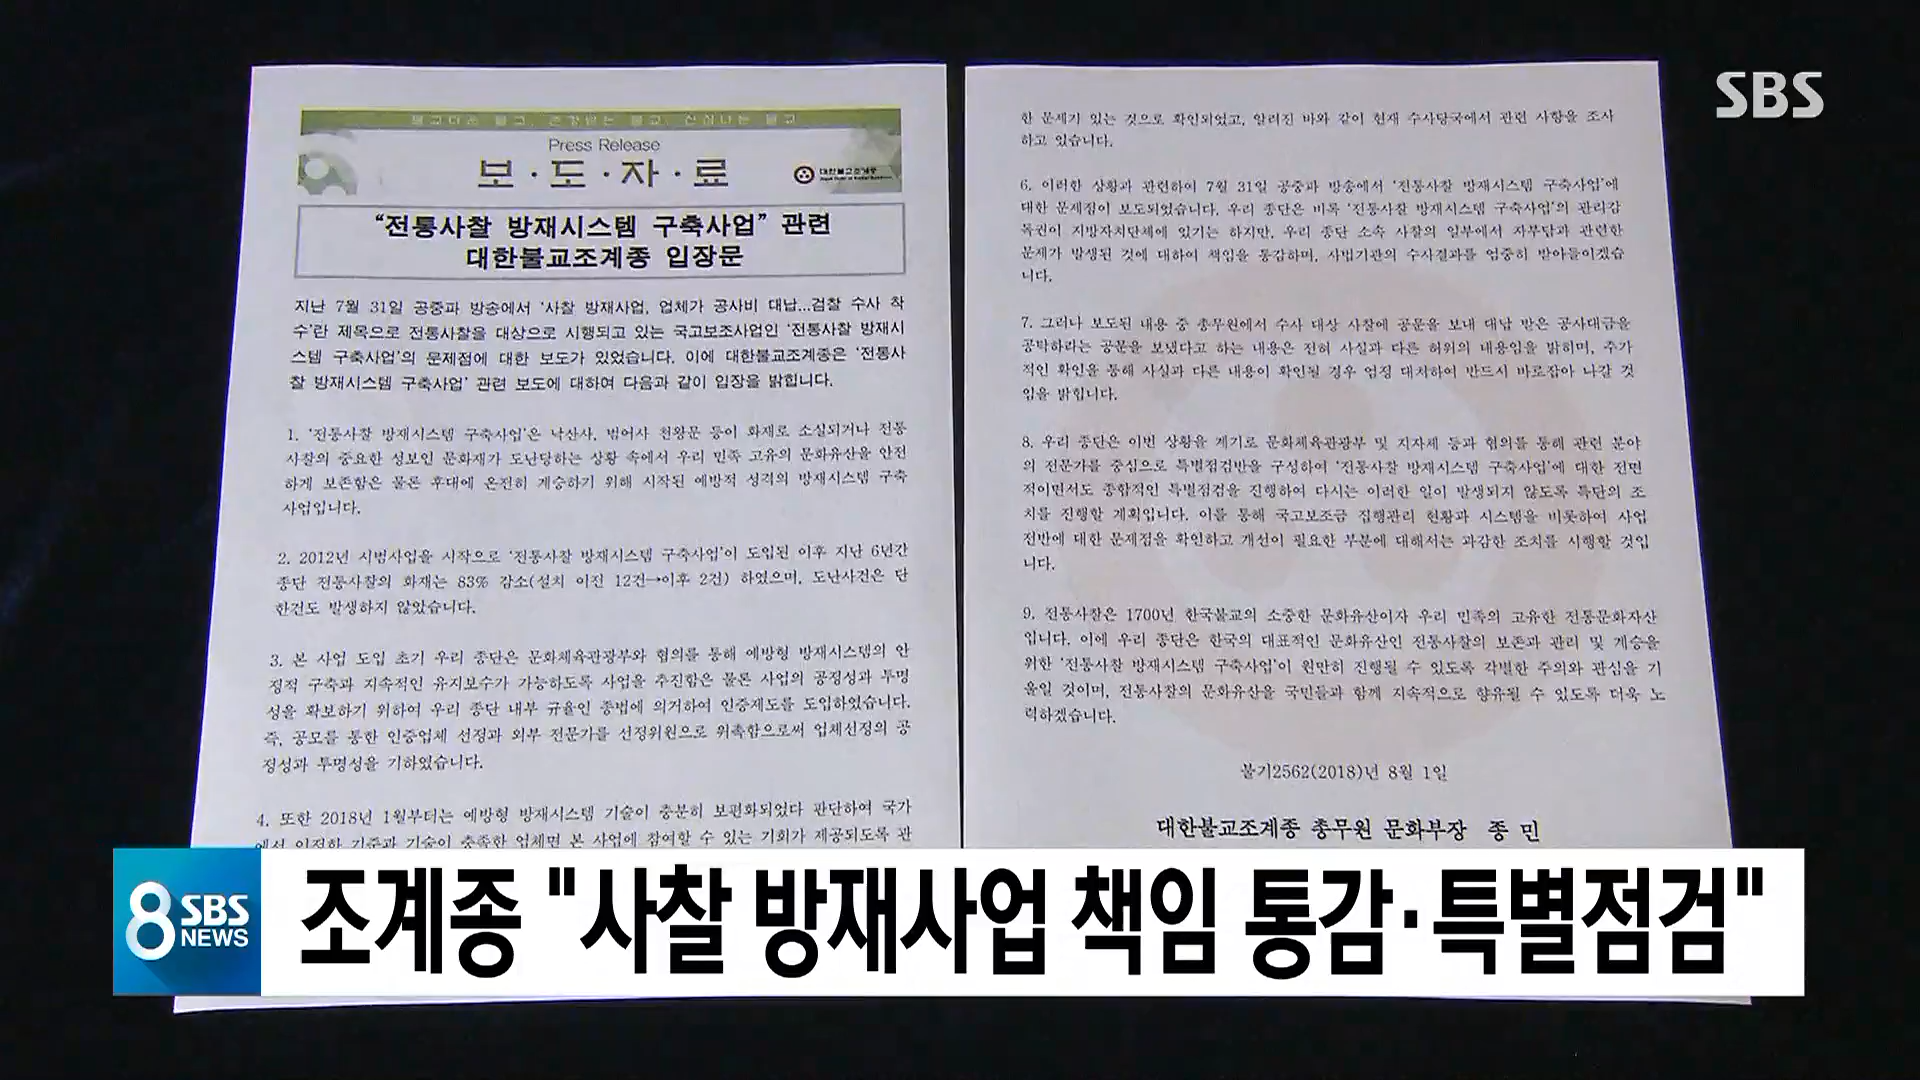 SBS
불교다운 불교, 존경받는 불교, 신심나는 불교
Press Release
보·도·자·료
대한불교조계종
“전통사찰 방재시스템 구축사업” 관련
대한불교조계종 입장문
지난 7월 31일 공중파 방송에서 ‘사찰 방재사업, 업체가 공사비 대납...검찰 수사 착
수’란 제목으로 전통사찰을 대상으로 시행되고 있는 국고보조사업인 ‘전통사찰 방재시
스템 구축사업’의 문제점에 대한 보도가 있었습니다. 이에 대한불교조계종은 ‘전통사
찰 방재시스템 구축사업’ 관련 보도에 대하여 다음과 같이 입장을 밝힙니다.
1. ‘전통사찰 방재시스템 구축사업’은 낙산사, 범어사 천왕문 등이 화재로 소실되거나 전통
사찰의 중요한 성보인 문화재가 도난당하는 상황 속에서 우리 민족 고유의 문화유산을 안전
하게 보존함은 물론 후대에 온전히 계승하기 위해 시작된 예방적 성격의 방재시스템 구축
사업입니다.
2. 2012년 시범사업을 시작으로 ‘전통사찰 방재시스템 구축사업’이 도입된 이후 지난 6년간
종단 전통사찰의 화재는 83% 감소(설치 이전 12건→이후 2건) 하였으며, 도난사건은 단
한건도 발생하지 않았습니다.
3. 본 사업 도입 초기 우리 종단은 문화체육관광부와 협의를 통해 예방형 방재시스템의 안
정적 구축과 지속적인 유지보수가 가능하도록 사업을 추진함은 물론 사업의 공정성과 투명
성을 확보하기 위하여 우리 종단 내부 규율인 종법에 의거하여 인증제도를 도입하였습니다.
즉, 공모를 통한 인증업체 선정과 외부 전문가를 선정위원으로 위촉함으로써 업체선정의 공
정성과 투명성을 기하였습니다.
4. 또한 2018년 1월부터는 예방형 방재시스템 기술이 충분히 보편화되었다 판단하여 국가
에서 인정한 기준과 기술이 충족한 업체면 본 사업에 참여할 수 있는 기회가 제공되도록 관
한 문제가 있는 것으로 확인되었고, 알려진 바와 같이 현재 수사당국에서 관련 사항을 조사
하고 있습니다.
6. 이러한 상황과 관련하여 7월 31일 공중파 방송에서 ‘전통사찰 방재시스템 구축사업’에
대한 문제점이 보도되었습니다. 우리 종단은 비록 ‘전통사찰 방재시스템 구축사업’의 관리감
독권이 지방자치단체에 있기는 하지만, 우리 종단 소속 사찰의 일부에서 자부담과 관련한
문제가 발생된 것에 대하여 책임을 통감하며, 사법기관의 수사결과를 엄중히 받아들이겠습
니다.
7. 그러나 보도된 내용 중 총무원에서 수사 대상 사찰에 공문을 보내 대납 받은 공사대금을
공탁하라는 공문을 보냈다고 하는 내용은 전혀 사실과 다른 허위의 내용임을 밝히며, 추가
적인 확인을 통해 사실과 다른 내용이 확인될 경우 엄정 대처하여 반드시 바로잡아 나갈 것
임을 밝힙니다.
8. 우리 종단은 이번 상황을 계기로 문화체육관광부 및 지자체 등과 협의를 통해 관련 분야
의 전문가를 중심으로 특별점검반을 구성하여 ‘전통사찰 방재시스템 구축사업’에 대한 전면
적이면서도 종합적인 특별점검을 진행하여 다시는 이러한 일이 발생되지 않도록 특단의 조
치를 진행할 계획입니다. 이를 통해 국고보조금 집행관리 현황과 시스템을 비롯하여 사업
전반에 대한 문제점을 확인하고 개선이 필요한 부분에 대해서는 과감한 조치를 시행할 것입
니다.
9. 전통사찰은 1700년 한국불교의 소중한 문화유산이자 우리 민족의 고유한 전통문화자산
입니다. 이에 우리 종단은 한국의 대표적인 문화유산인 전통사찰의 보존과 관리 및 계승을
위한 ‘전통사찰 방재시스템 구축사업’이 원만히 진행될 수 있도록 각별한 주의와 관심을 기
울일 것이며, 전통사찰의 문화유산을 국민들과 함께 지속적으로 향유될 수 있도록 더욱 노
력하겠습니다.
불기2562(2018)년 8월 1일
대한불교조계종 총무원 문화부장 종 민
8 SBS NEWS
조계종 "사찰 방재사업 책임 통감·특별점검"